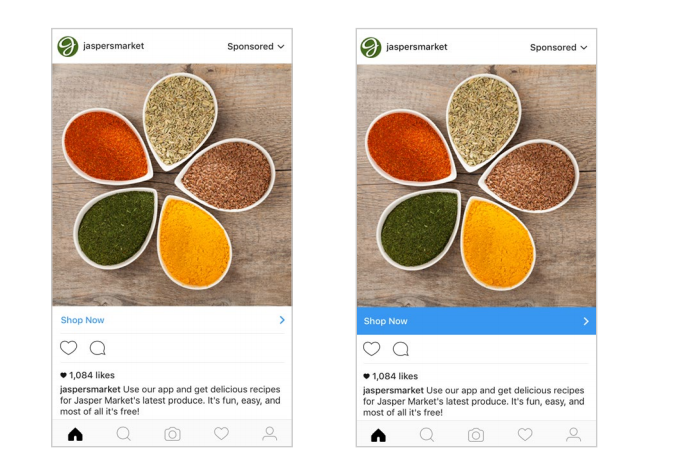 jaspersmarket
Sponsored
Shop Now
1,084 likes
jaspersmarket Use our app and get delicious recipes
for Jasper Market's latest produce. It's fun, easy, and
most of all it's free!
jaspersmarket
Sponsored
Shop Now
1,084 likes
jaspersmarket Use our app and get delicious recipes
for Jasper Market's latest produce. It's fun, easy, and
most of all it's free!